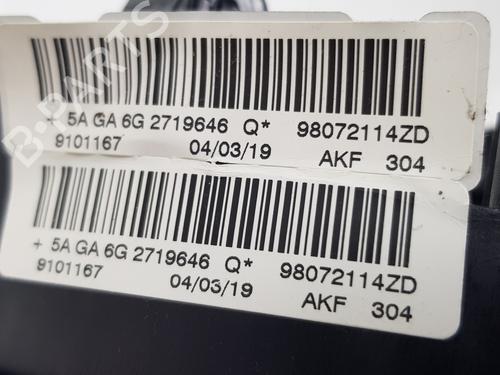 + 5A GA 6G 2719646 Q* 98072114ZD
9101167 04/03/19 AKF 304
+ 5A GA 6G 2719646 Q* 98072114ZD
9101167 04/03/19 AKF 304
B-PARTS